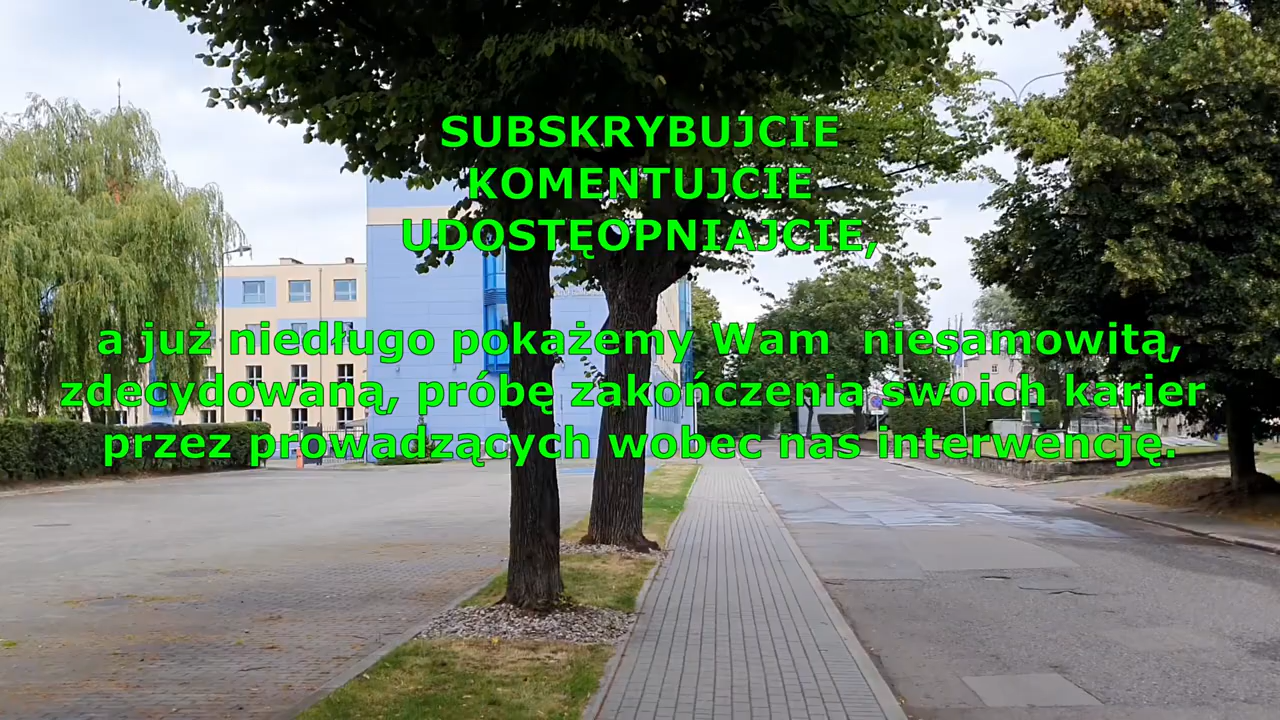 SUBSKRYBUJCIE
KOMENTUJCIE
UDOSTĘOPNIAJCIE,
a już niedługo pokażemy Wam niesamowitą,
zdecydowaną, próbę zakończenia swoich karier
przez prowadzących wobec nas interwencję.